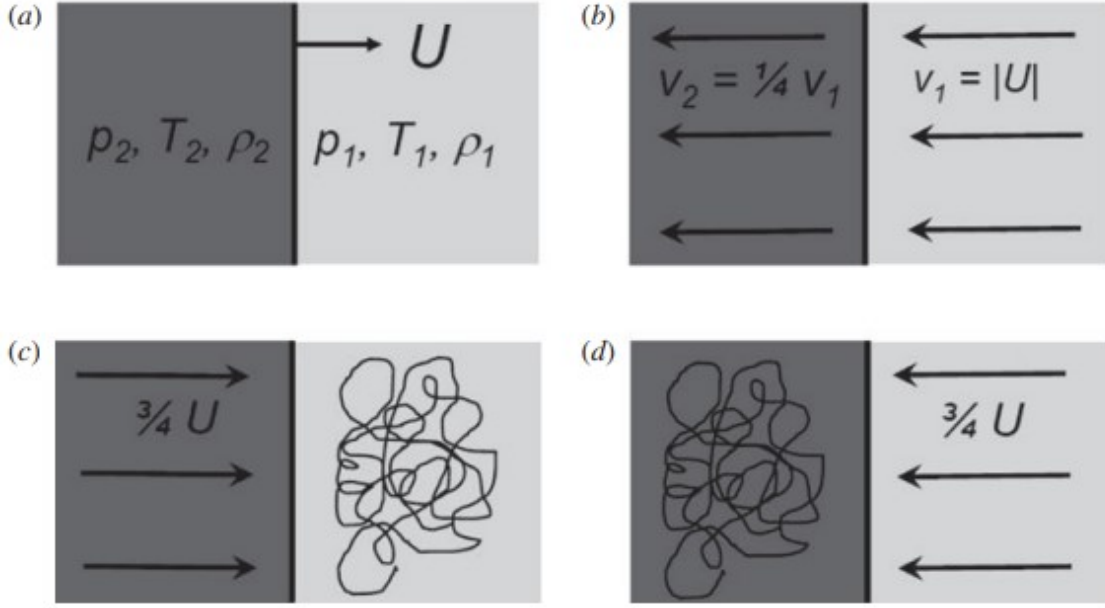 (a)
U
p₂, T₂, ρ₂
p₁, T₁, ρ₁
(b)
v₂ = ¼ v₁
v₁ = |U|
(c)
¾ U
(d)
¾ U